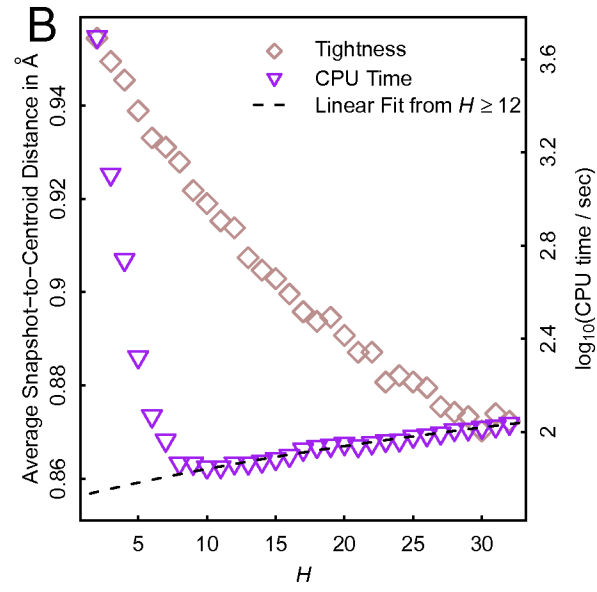 B
Tightness
CPU Time
Linear Fit from H ≥ 12
Average Snapshot−to−Centroid Distance in Å
0.94
0.92
0.9
0.88
0.86
3.6
3.2
2.8
2.4
2
log10(CPU time / sec)
5 10 15 20 25 30
H